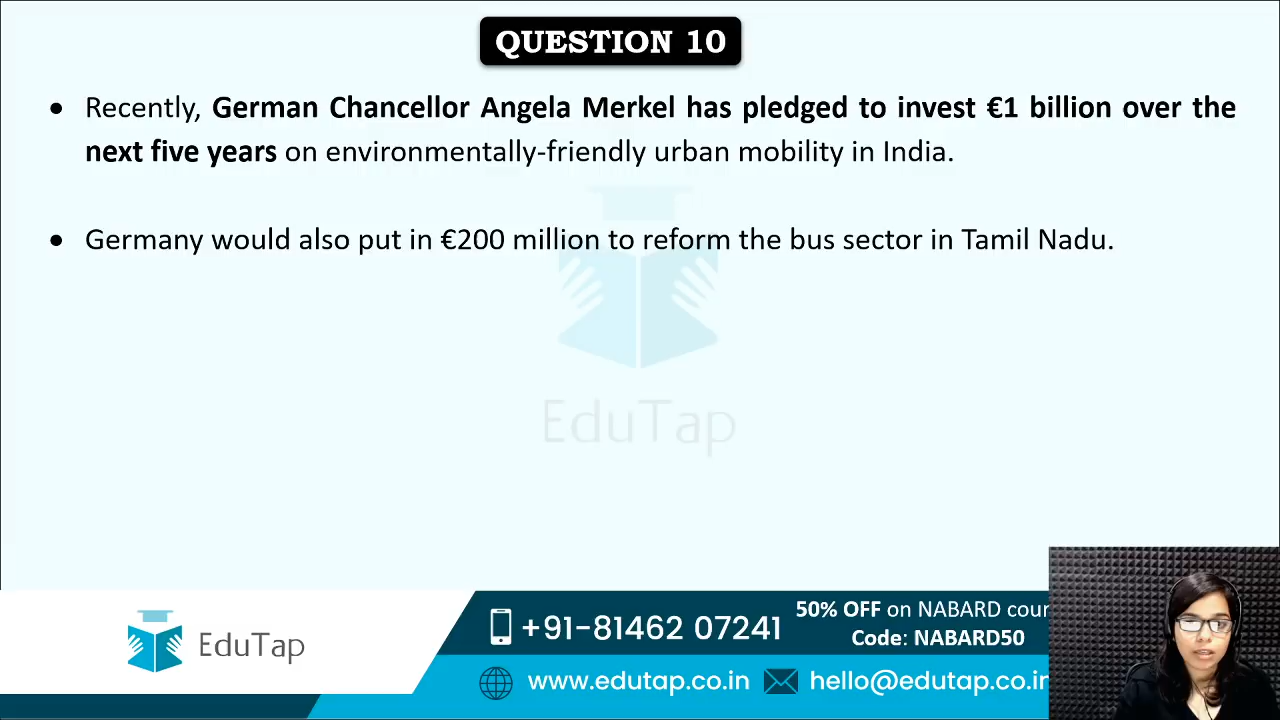 QUESTION 10
• Recently, German Chancellor Angela Merkel has pledged to invest €1 billion over the
next five years on environmentally-friendly urban mobility in India.
• Germany would also put in €200 million to reform the bus sector in Tamil Nadu.
EduTap
EduTap
+91-81462 07241
50% OFF on NABARD cour
Code: NABARD50
www.edutap.co.in
hello@edutap.co.in